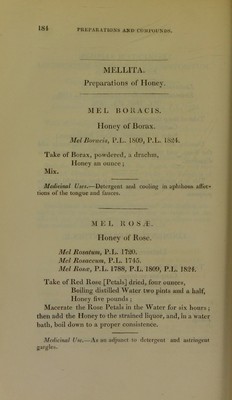 184 PREPARATIONS AND COMPOUNDS.
MELLITA.
Preparations of Honey.
MEL BORACIS.
Honey of Borax.
Mel Boracis, P.L. 1809, P.L. 1824.
Take of Borax, powdered, a drachm,
Honey an ounce;
Mix.
Medicinal Uses.—Detergent and cooling in aphthous affec-
tions of the tongue and fauces.
MEL ROSÆ.
Honey of Rose.
Mel Rosatum, P.L. 1720.
Mel Rosaceum, P.L. 1745.
Mel Rosæ, P.L. 1788, P.L. 1809, P.L. 1824.
Take of Red Rose [Petals] dried, four ounces,
Boiling distilled Water two pints and a half,
Honey five pounds;
Macerate the Rose Petals in the Water for six hours;
then add the Honey to the strained liquor, and, in a water
bath, boil down to a proper consistence.
Medicinal Use.—As an adjunct to detergent and astringent
gargles.